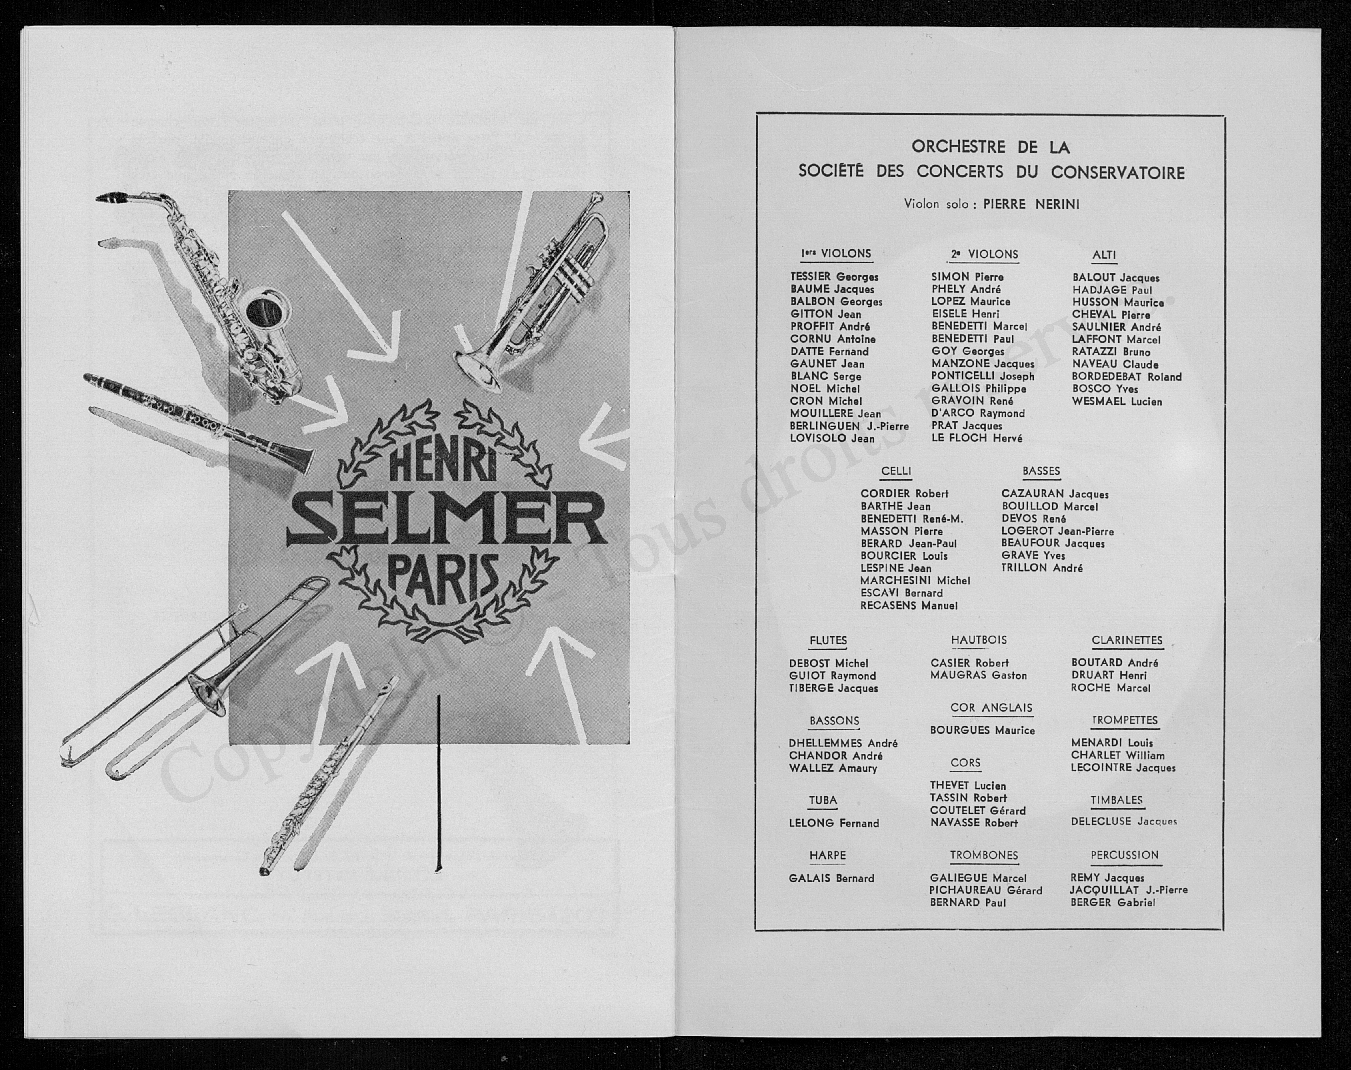 HENRI
SELMER
PARIS
Copyright © Tous droits réservés
ORCHESTRE DE LA
SOCIÉTÉ DES CONCERTS DU CONSERVATOIRE
Violon solo : PIERRE NERINI
1ers VIOLONS
TESSIER Georges
BAUME Jacques
BALBON Georges
GITTON Jean
PROFFIT André
CORNU Antoine
DATTE Fernand
GAUNET Jean
BLANC Serge
NOEL Michel
CRON Michel
MOUILLERE Jean
BERLINGUEN J.-Pierre
LOVISOLO Jean
2e VIOLONS
SIMON Pierre
PHELY André
LOPEZ Maurice
EISELE Henri
BENEDETTI Marcel
BENEDETTI Paul
GOY Georges
MANZONE Jacques
PONTICELLI Joseph
GALLOIS Philippe
GRAVOIN René
D'ARCO Raymond
PRAT Jacques
LE FLOCH Hervé
ALTI
BALOUT Jacques
HADJAGE Paul
HUSSON Maurice
CHEVAL Pierre
SAULNIER André
LAFFONT Marcel
RATAZZI Bruno
NAVEAU Claude
BORDEDEBAT Roland
BOSCO Yves
WESMAEL Lucien
CELLI
CORDIER Robert
BARTHE Jean
BENEDETTI René-M.
MASSON Pierre
BERARD Jean-Paul
BOURCIER Louis
LESPINE Jean
MARCHESINI Michel
ESCAVI Bernard
RECASENS Manuel
BASSES
CAZAURAN Jacques
BOUILLOD Marcel
DEVOS René
LOGEROT Jean-Pierre
BEAUFOUR Jacques
GRAVE Yves
TRILLON André
FLUTES
DEBOST Michel
GUIOT Raymond
TIBERGE Jacques
HAUTBOIS
CASIER Robert
MAUGRAS Gaston
CLARINETTES
BOUTARD André
DRUART Henri
ROCHE Marcel
BASSONS
DHELLEMMES André
CHANDOR André
WALLEZ Amaury
COR ANGLAIS
BOURGUES Maurice
TROMPETTES
MENARDI Louis
CHARLET William
LECOINTRE Jacques
CORS
THEVET Lucien
TASSIN Robert
COUTELET Gérard
NAVASSE Robert
TUBA
LELONG Fernand
TIMBALES
DELECLUSE Jacques
HARPE
GALAIS Bernard
TROMBONES
GALIEGUE Marcel
PICHAUREAU Gérard
BERNARD Paul
PERCUSSION
REMY Jacques
JACQUILLAT J.-Pierre
BERGER Gabriel